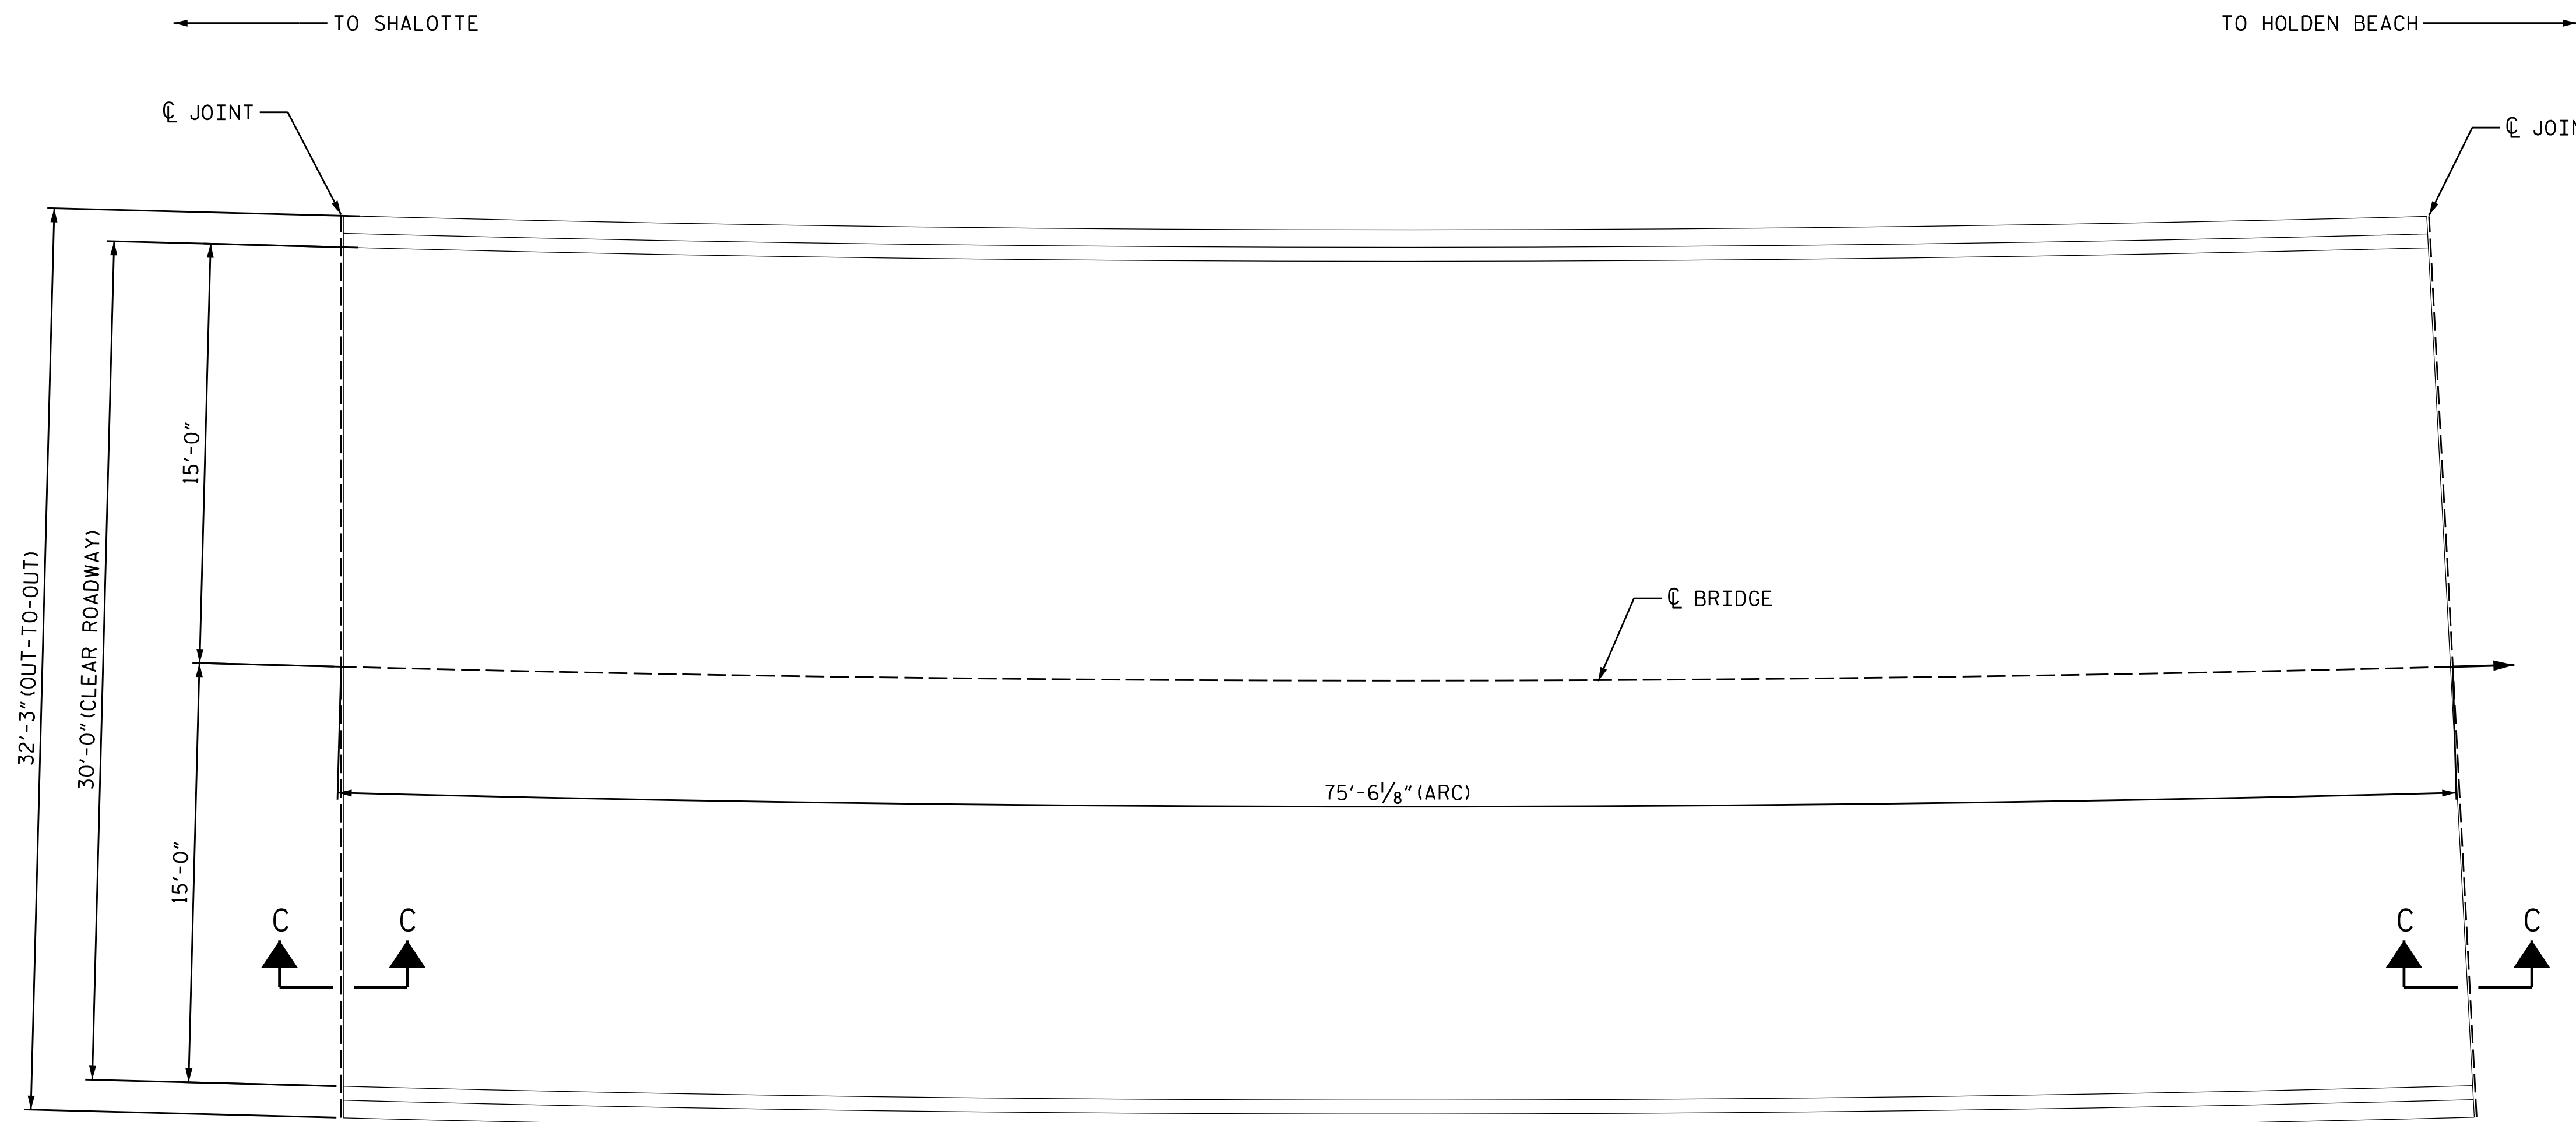 TO SHALOTTE
TO HOLDEN BEACH
℄ JOINT
℄
15'-0"
32'-3"(OUT-TO-OUT)
30'-0"(CLEAR ROADWAY)
℄ BRIDGE
75'-6⅛"(ARC)
15'-0"
C C
C C